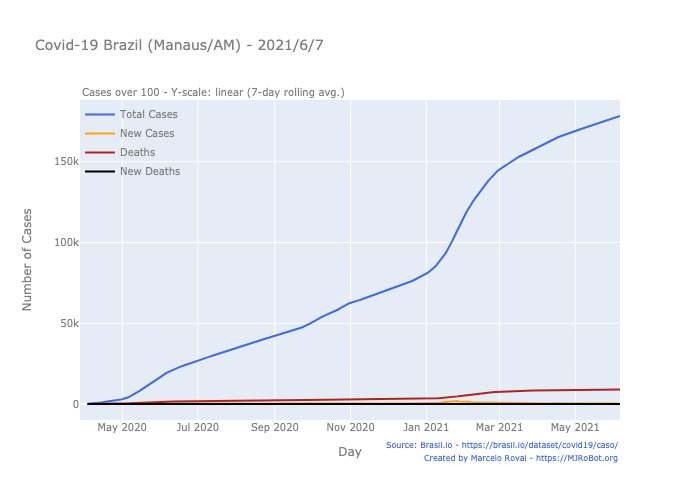 Covid-19 Brazil (Manaus/AM) - 2021/6/7
Cases over 100 - Y-scale: linear (7-day rolling avg.)
Total Cases
New Cases
Deaths
New Deaths
150k
100k
50k
0
Number of Cases
May 2020 Jul 2020 Sep 2020 Nov 2020 Jan 2021 Mar 2021 May 2021
Day
Source: Brasil.io - https://brasil.io/dataset/covid19/caso/
Created by Marcelo Rovai - https://MJRoBot.org